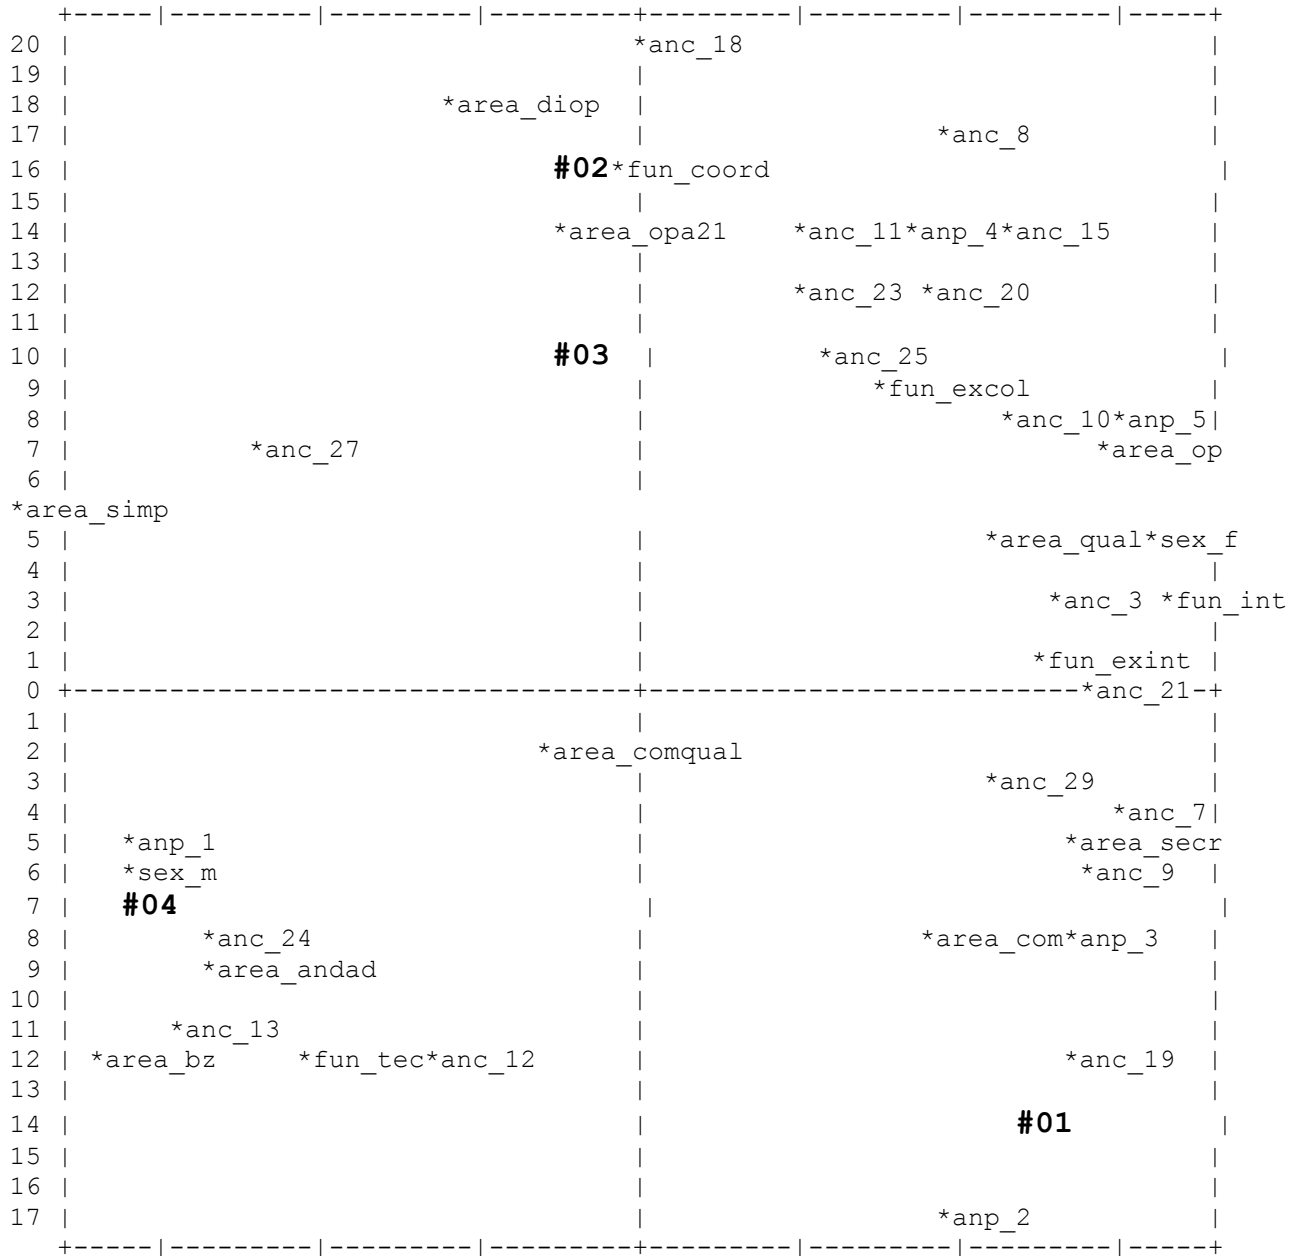 +-----|---------|---------|---------+---------|---------|---------|-----+
20 |                                   *anc_18                             |
19 |                                   |                                   |
18 |                       *area_diop  |                                   |
17 |                                   |                  *anc_8           |
16 |                              #02*fun_coord                            |
15 |                                   |                                   |
14 |                              *area_opa21    *anc_11*anp_4*anc_15      |
13 |                                   |                                   |
12 |                                   |         *anc_23 *anc_20           |
11 |                                   |                                   |
10 |                              #03  |          *anc_25                  |
9 |                                   |              *fun_excol           |
8 |                                   |                      *anc_10*anp_5|
7 |           *anc_27                 |                            *area_op
6 |                                   |
*area_simp
5 |                                   |                     *area_qual*sex_f
4 |                                   |                                   |
3 |                                   |                         *anc_3 *fun_int
2 |                                   |                                   |
1 |                                   |                        *fun_exint |
0 +-----------------------------------+---------------------------*anc_21-+
1 |                                   |                                   |
2 |                             *area_comqual                             |
3 |                                   |                     *anc_29       |
4 |                                   |                             *anc_7|
5 |   *anp_1                          |                          *area_secr
6 |   *sex_m                          |                           *anc_9  |
7 |   #04                             |                                   |
8 |        *anc_24                    |                 *area_com*anp_3   |
9 |        *area_andad                |                                   |
10 |                                   |                                   |
11 |      *anc_13                      |                                   |
12 | *area_bz     *fun_tec*anc_12      |                          *anc_19  |
13 |                                   |                                   |
14 |                                   |                       #01         |
15 |                                   |                                   |
16 |                                   |                                   |
17 |                                   |                  *anp_2           |
+-----|---------|---------|---------+---------|---------|---------|-----+